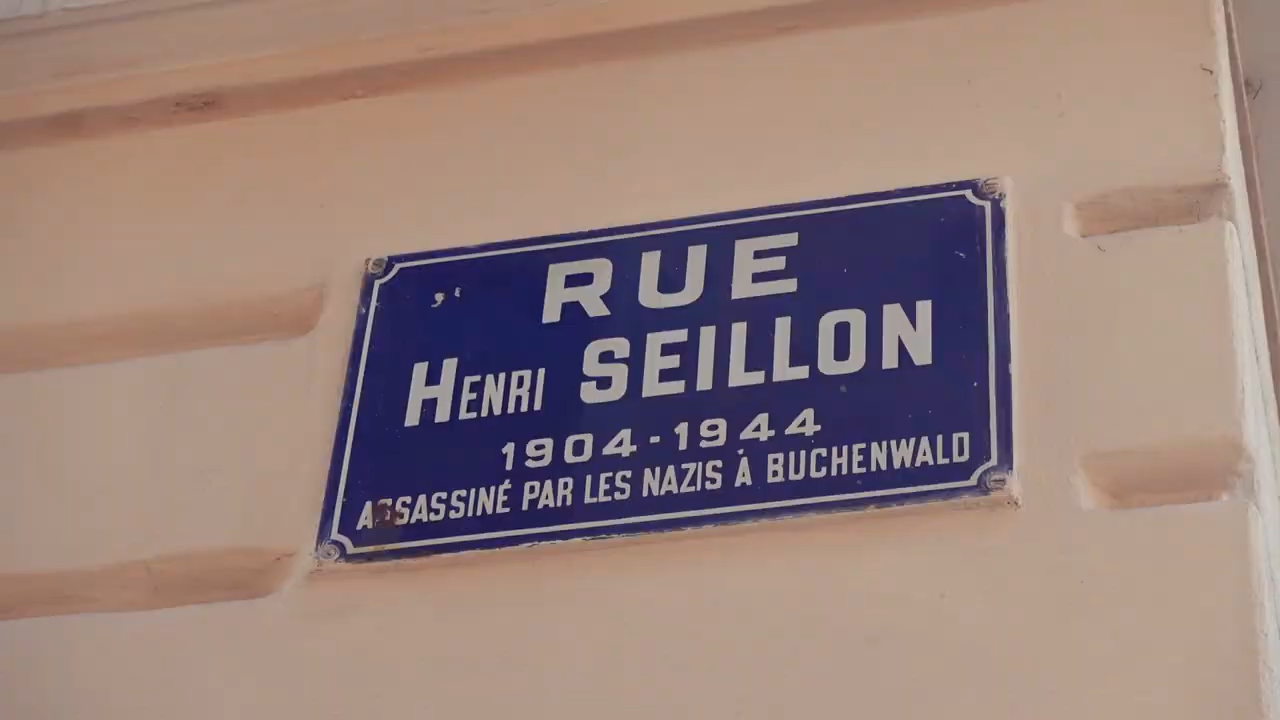 RUE
HENRI SEILLON
1904-1944
ASSASSINÉ PAR LES NAZIS À BUCHENWALD